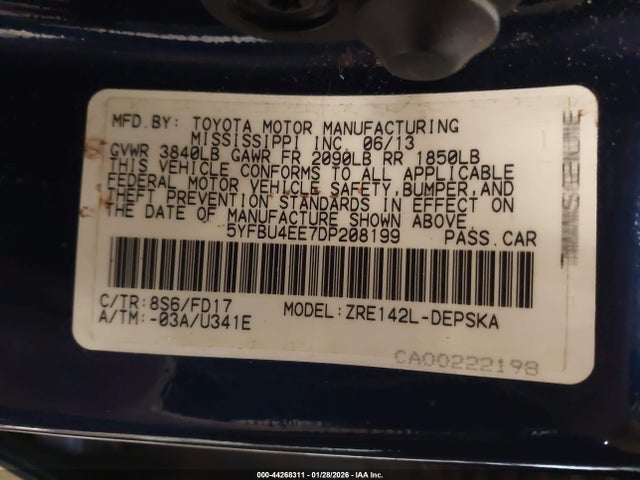 MFD.BY: TOYOTA MOTOR MANUFACTURING
MISSISSIPPI INC. 06/13
GVWR 3840LB GAWR FR 2090LB RR 1850LB
THIS VEHICLE CONFORMS TO ALL APPLICABLE
FEDERAL MOTOR VEHICLE SAFETY,BUMPER,AND
THEFT PREVENTION STANDARDS IN EFFECT ON
THE DATE OF MANUFACTURE SHOWN ABOVE.
5YFBU4EE7DP208199 PASS.CAR
C/TR:8S6/FD17 MODEL:ZRE142L-DEPSKA
A/TM:-03A/U341E
CA00222198
000-44268311 - 01/28/2026 - IAA Inc.